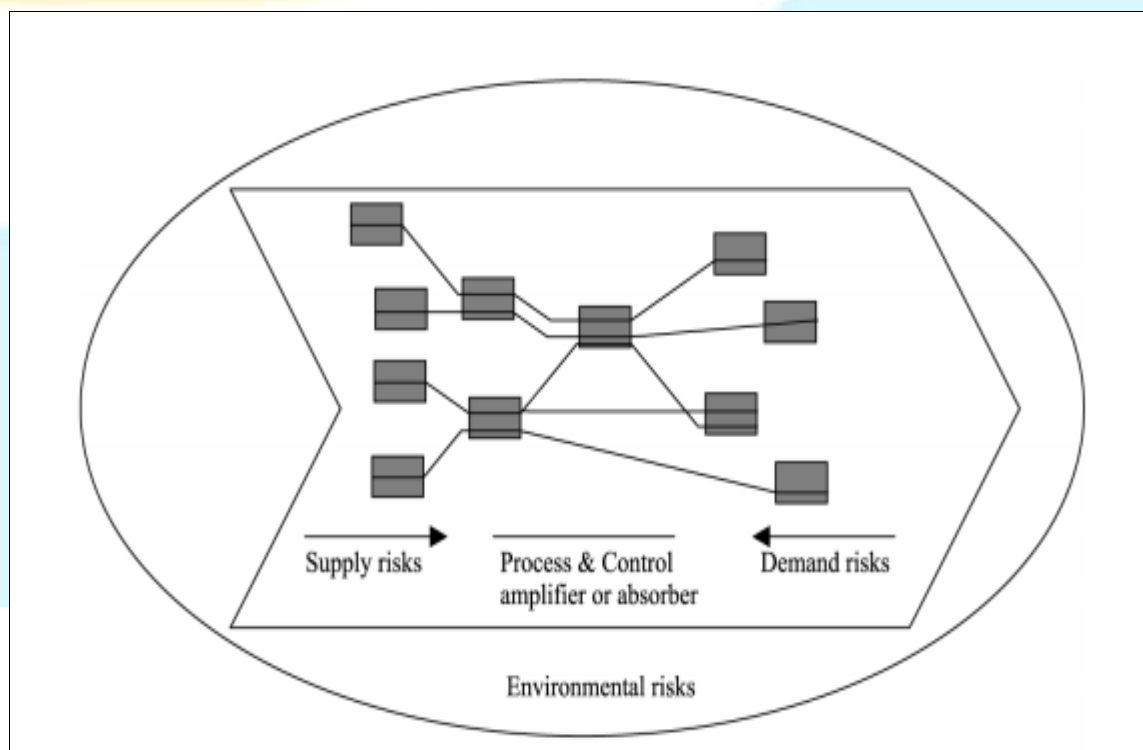 Supply risks
Process & Control
amplifier or absorber
Demand risks
Environmental risks